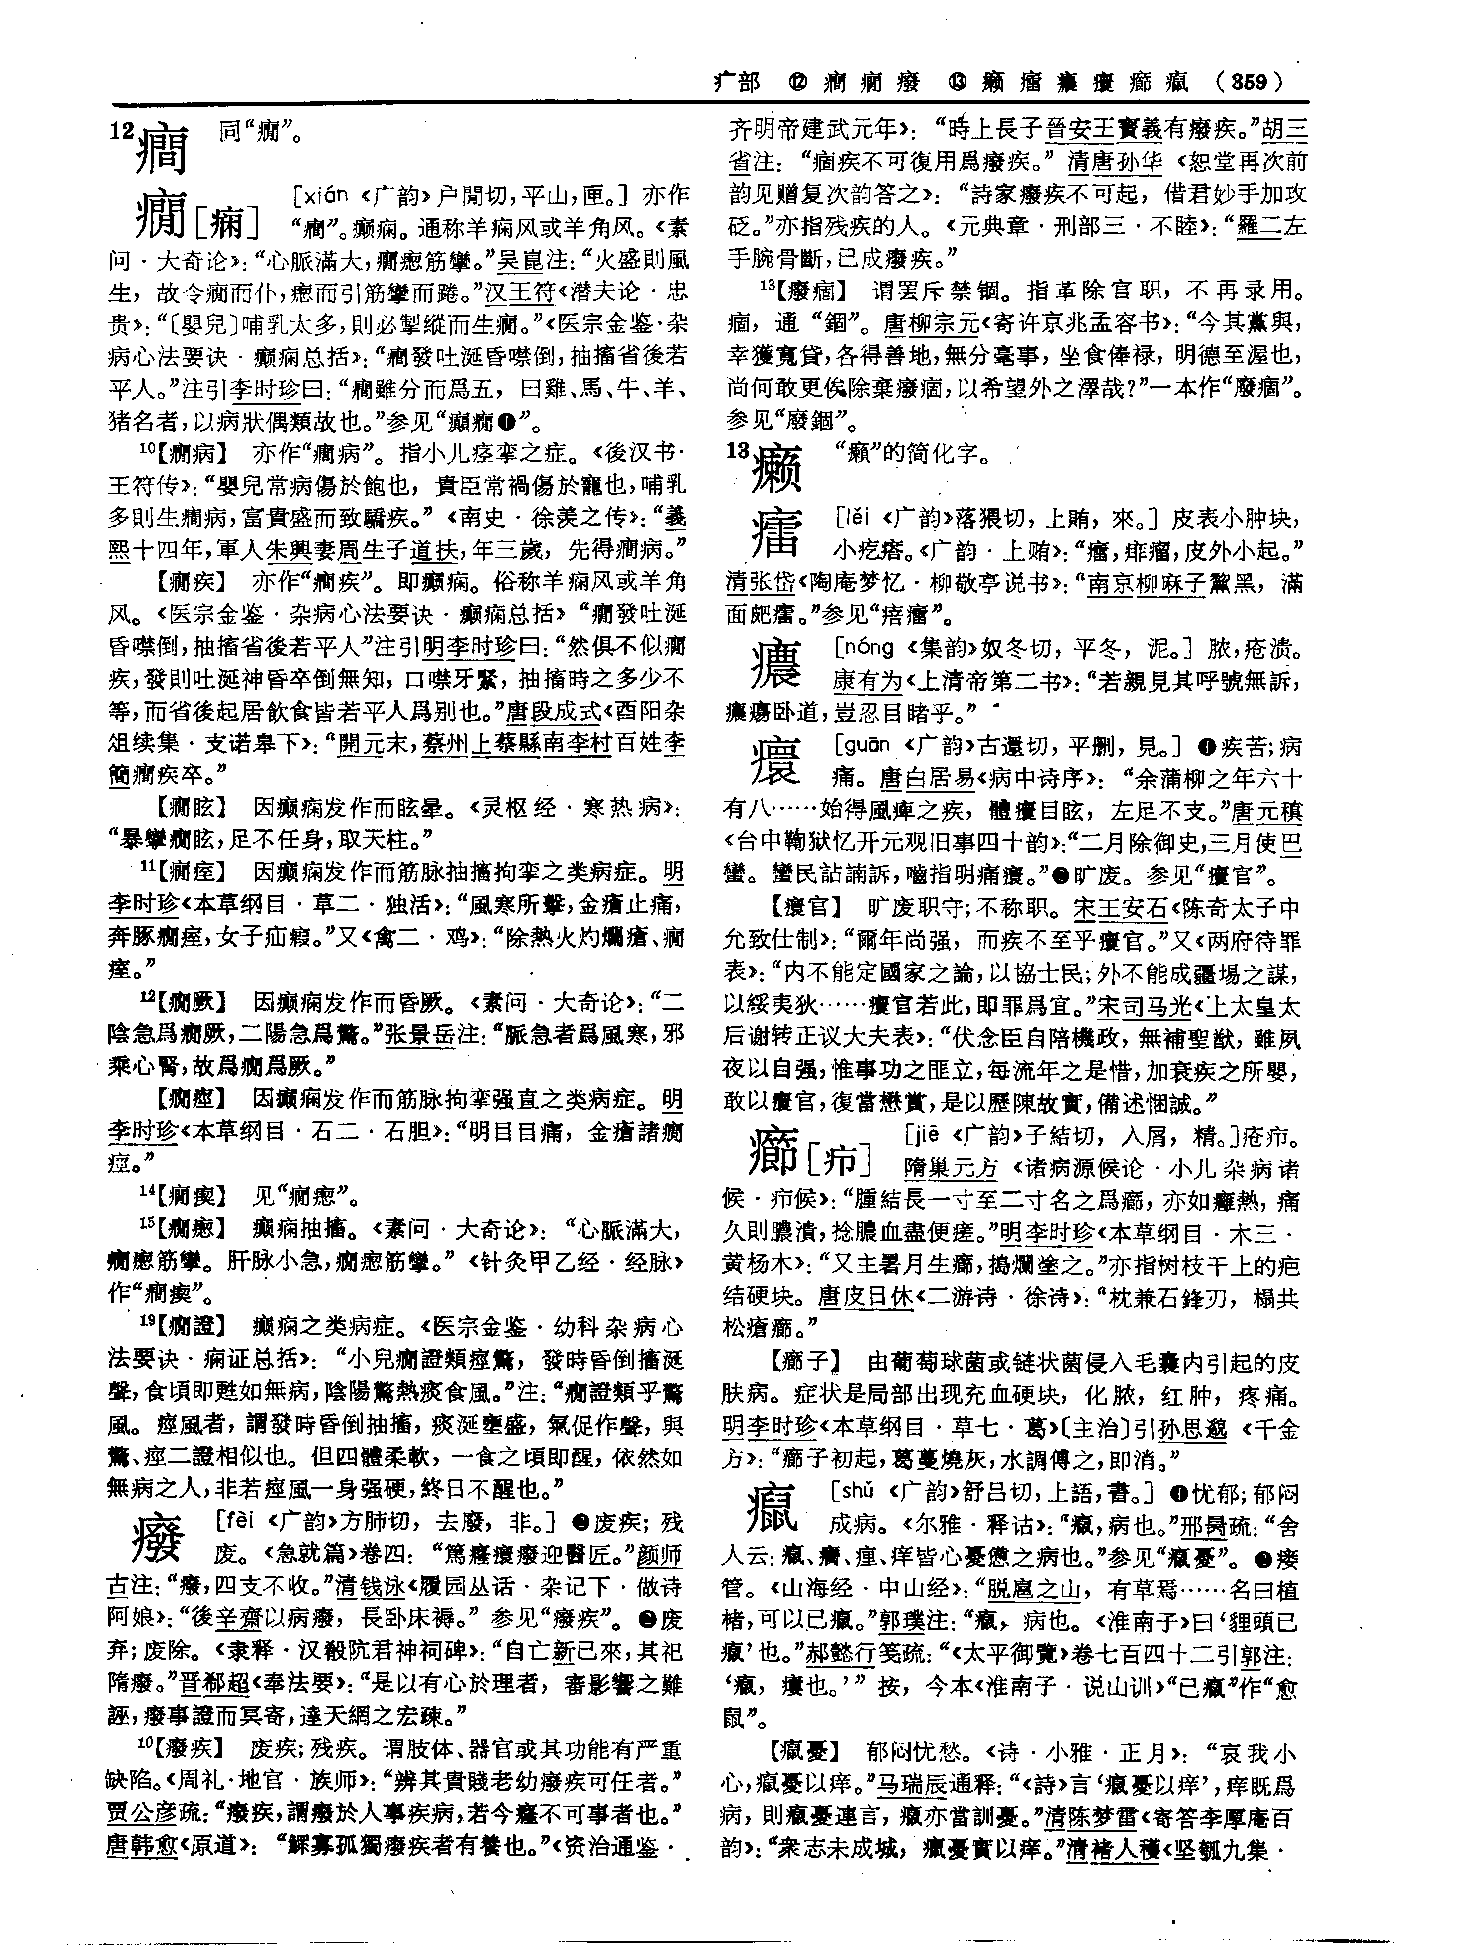 疒部 ⑫ 癎 癇 癈 ⑬ 癞 㿔 癑 癏 癤 癙 （359）
12癎 同“癇”。
癇[痫] [xián《广韵》户閒切，平山，匣。] 亦作
“癎”。癫痫。通称羊痫风或羊角风。《素
问·大奇论》：“心脈滿大，癇瘛筋攣。”吴崑注：“火盛則風
生，故令癇而仆，瘛而引筋攣而踡。”汉王符《潜夫论·忠
贵》：“〔嬰兒〕哺乳太多，則必掣縱而生癇。”《医宗金鉴·杂
病心法要诀·癫痫总括》：“癇發吐涎昏噤倒，抽搐省後若
平人。”注引李时珍曰：“癇雖分而爲五，曰雞、馬、牛、羊、
猪名者，以病狀偶類故也。”参见“癲癇❶”。
10【癇病】 亦作“癎病”。指小儿痉挛之症。《後汉书·
王符传》：“嬰兒常病傷於飽也，貴臣常禍傷於寵也，哺乳
多則生癇病，富貴盛而致驕疾。”《南史·徐羡之传》：“義
熙十四年，軍人朱興妻周生子道扶，年三歲，先得癎病。”
【癇疾】 亦作“癎疾”。即癫痫。俗称羊痫风或羊角
风。《医宗金鉴·杂病心法要诀·癫痫总括》“癇發吐涎
昏噤倒，抽搐省後若平人”注引明李时珍曰：“然俱不似癇
疾，發則吐涎神昏卒倒無知，口噤牙緊，抽搐時之多少不
等，而省後起居飲食皆若平人爲别也。”唐段成式《酉阳杂
俎续集·支诺皋下》：“開元末，蔡州上蔡縣南李村百姓李
簡癎疾卒。”
【癇眩】 因癫痫发作而眩晕。《灵枢经·寒热病》：
“暴攣癇眩，足不任身，取天柱。”
11【癇痓】 因癫痫发作而筋脉抽搐拘挛之类病症。明
李时珍《本草纲目·草二·独活》：“風寒所擊，金瘡止痛，
奔豚癇痓，女子疝瘕。”又《禽二·鸡》：“除熱火灼爛瘡、癇
痓。”
12【癇厥】 因癫痫发作而昏厥。《素问·大奇论》：“二
陰急爲癇厥，二陽急爲驚。”张景岳注：“脈急者爲風寒，邪
乘心腎，故爲癇爲厥。”
【癇痙】 因癫痫发作而筋脉拘挛强直之类病症。明
李时珍《本草纲目·石二·石胆》：“明目目痛，金瘡諸癇
痙。”
14【癇瘈】 见“癇瘛”。
15【癇瘛】 癫痫抽搐。《素问·大奇论》：“心脈滿大，
癇瘛筋攣。肝脉小急，癇瘛筋攣。”《针灸甲乙经·经脉》
作“癎瘈”。
19【癇證】 癫痫之类病症。《医宗金鉴·幼科杂病心
法要诀·痫证总括》：“小兒癇證類痙驚，發時昏倒搐涎
聲，食頃即甦如無病，陰陽驚熱痰食風。”注：“癇證類乎驚
風。痙風者，謂發時昏倒抽搐，痰涎壅盛，氣促作聲，與
驚、痙二證相似也。但四體柔軟，一食之頃即醒，依然如
無病之人，非若痙風一身强硬，終日不醒也。”
癈 [fèi《广韵》方肺切，去廢，非。] ❶废疾；残
废。《急就篇》卷四：“篤癃癏癈迎醫匠。”颜师
古注：“癈，四支不收。”清钱泳《履园丛话·杂记下·做诗
阿娘》：“後辛齋以病癈，長卧床褥。”参见“癈疾”。❷废
弃；废除。《隶释·汉殽阬君神祠碑》：“自亡新已來，其祀
隋癈。”晋郗超《奉法要》：“是以有心於理者，審影響之難
誣，癈事證而冥寄，達天網之宏疎。”
10【癈疾】 废疾；残疾。谓肢体、器官或其功能有严重
缺陷。《周礼·地官·族师》：“辨其貴賤老幼癈疾可任者。”
贾公彦疏：“癈疾，謂癈於人事疾病，若今癃不可事者也。”
唐韩愈《原道》：“鰥寡孤獨癈疾者有養也。”《资治通鉴·
齐明帝建武元年》：“時上長子晉安王寶義有癈疾。”胡三
省注：“痼疾不可復用爲癈疾。”清唐孙华《恕堂再次前
韵见赠复次韵答之》：“詩家癈疾不可起，借君妙手加攻
砭。”亦指残疾的人。《元典章·刑部三·不睦》：“羅二左
手腕骨斷，已成癈疾。”
13【癈痼】 谓罢斥禁锢。指革除官职，不再录用。
痼，通“錮”。唐柳宗元《寄许京兆孟容书》：“今其黨與，
幸獲寬貸，各得善地，無分毫事，坐食俸禄，明德至渥也，
尚何敢更俟除棄癈痼，以希望外之澤哉？”一本作“廢痼”。
参见“廢錮”。
13癞 “癩”的简化字。
㿔 [lěi《广韵》落猥切，上賄，來。] 皮表小肿块，
小疙瘩。《广韵·上贿》：“㿔，痱㿔，皮外小起。”
清张岱《陶庵梦忆·柳敬亭说书》：“南京柳麻子黧黑，滿
面㿔。”参见“㿔”。
癑 [nóng《集韵》奴冬切，平冬，泥。] 脓，疮溃。
康有为《上清帝第二书》：“若親見其呼號無訴，
癑瘍卧道，豈忍目睹乎。”
癏 [guān《广韵》古還切，平删，見。] ❶疾苦；病
痛。唐白居易《病中诗序》：“余蒲柳之年六十
有八……始得風痺之疾，體癏目眩，左足不支。”唐元稹
《台中鞫狱忆开元观旧事四十韵》：“二月除御史，三月使巴
蠻。蠻民詀諵訴，嚙指明痛癏。”❷旷废。参见“癏官”。
【癏官】 旷废职守；不称职。宋王安石《陈奇太子中
允致仕制》：“爾年尚强，而疾不至乎癏官。”又《两府待罪
表》：“内不能定國家之論，以協士民；外不能成疆埸之謀，
以綏夷狄……癏官若此，即罪爲宜。”宋司马光《上太皇太
后谢转正议大夫表》：“伏念臣自陪機政，無補聖猷，雖夙
夜以自强，惟事功之匪立，每流年之是惜，加衰疾之所嬰，
敢以癏官，復當懋賞，是以歷陳故實，備述悃誠。”
癤[疖] [jiē《广韵》子結切，入屑，精。]疮疖。
隋巢元方《诸病源候论·小儿杂病诸
候·疖候》：“腫結長一寸至二寸名之爲癤，亦如癰熱，痛
久則膿潰，捻膿血盡便瘥。”明李时珍《本草纲目·木三·
黄杨木》：“又主暑月生癤，搗爛塗之。”亦指树枝干上的疤
结硬块。唐皮日休《二游诗·徐诗》：“枕兼石鋒刃，榻共
松瘡癤。”
【癤子】 由葡萄球菌或链状菌侵入毛囊内引起的皮
肤病。症状是局部出现充血硬块，化脓，红肿，疼痛。
明李时珍《本草纲目·草七·葛》〔主治〕引孙思邈《千金
方》：“癤子初起，葛蔓燒灰，水調傅之，即消。”
癙 [shǔ《广韵》舒吕切，上語，書。] ❶忧郁；郁闷
成病。《尔雅·释诂》：“癙，病也。”邢昺疏：“舍
人云：癙、癵、瘽、痒皆心憂憊之病也。”参见“癙憂”。❷瘘
管。《山海经·中山经》：“脱扈之山，有草焉……名曰植
楮，可以已癙。”郭璞注：“癙，病也。《淮南子》曰‘貍頭已
癙’也。”郝懿行笺疏：“《太平御覽》卷七百四十二引郭注：
‘癙，瘻也。’”按，今本《淮南子·说山训》“已癙”作“愈
鼠”。
【癙憂】 郁闷忧愁。《诗·小雅·正月》：“哀我小
心，癙憂以痒。”马瑞辰通释：“《詩》言‘癙憂以痒’，痒既爲
病，則癙憂連言，癙亦當訓憂。”清陈梦雷《寄答李厚庵百
韵》：“衆志未成城，癙憂實以痒。”清褚人穫《坚瓠九集·